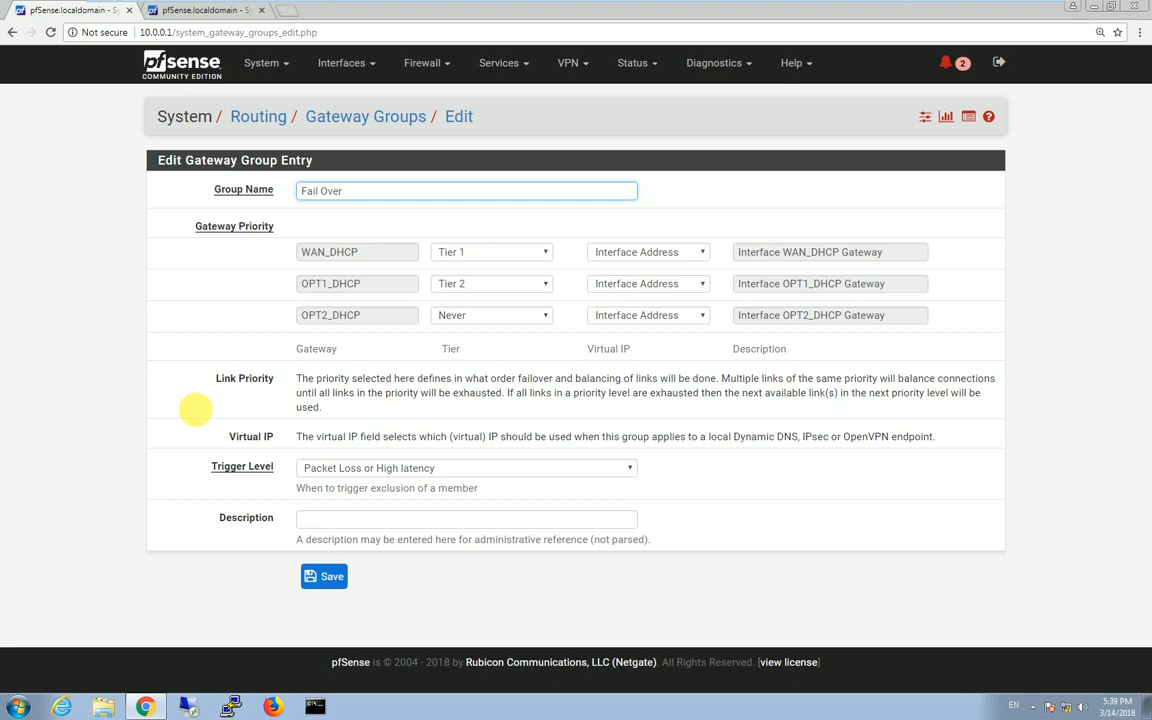 pfSense.localdomain - Sy
pfSense.localdomain - Sy
Not secure
10.0.0.1/system_gateway_groups_edit.php
pfsense
COMMUNITY EDITION
System
Interfaces
Firewall
Services
VPN
Status
Diagnostics
Help
2
System / Routing / Gateway Groups / Edit
Edit Gateway Group Entry
Group Name
Fail Over
Gateway Priority
WAN_DHCP
Tier 1
Interface Address
Interface WAN_DHCP Gateway
OPT1_DHCP
Tier 2
Interface Address
Interface OPT1_DHCP Gateway
OPT2_DHCP
Never
Interface Address
Interface OPT2_DHCP Gateway
Gateway
Tier
Virtual IP
Description
Link Priority
The priority selected here defines in what order failover and balancing of links will be done. Multiple links of the same priority will balance connections
until all links in the priority will be exhausted. If all links in a priority level are exhausted then the next available link(s) in the next priority level will be
used.
Virtual IP
The virtual IP field selects which (virtual) IP should be used when this group applies to a local Dynamic DNS, IPsec or OpenVPN endpoint.
Trigger Level
Packet Loss or High latency
When to trigger exclusion of a member
Description
A description may be entered here for administrative reference (not parsed).
Save
pfSense is © 2004 - 2018 by Rubicon Communications, LLC (Netgate). All Rights Reserved. [view license]
EN
5:39 PM
3/14/2018